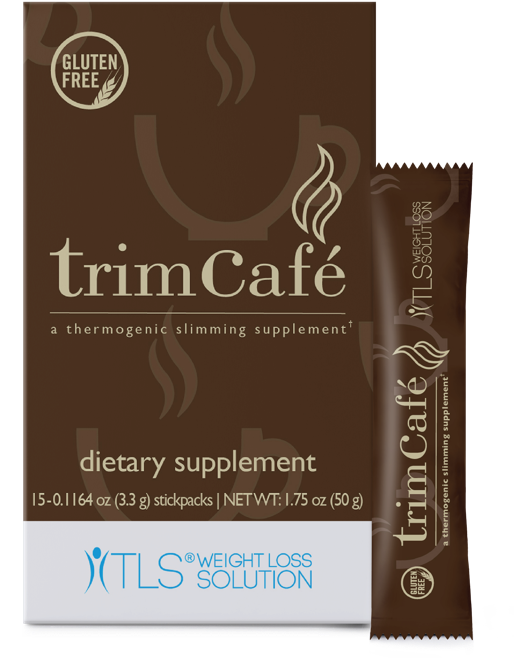 GLUTEN
FREE
trimCafé
a thermogenic slimming supplement†
dietary supplement
15-0.1164 oz (3.3 g) stickpacks | NET WT: 1.75 oz (50 g)
TLS® WEIGHT LOSS
SOLUTION
TLS WEIGHT LOSS
SOLUTION
trimCafé
a thermogenic slimming supplement†
GLUTEN
FREE